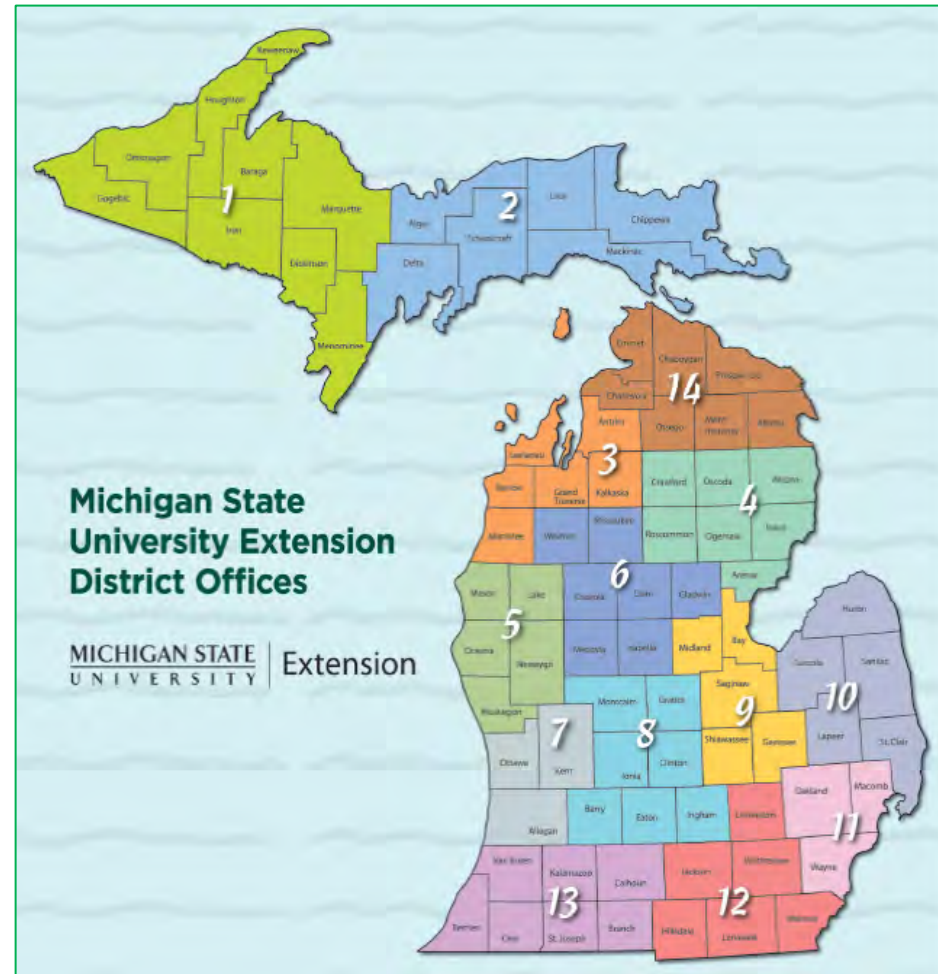 Keweenaw
Houghton
Ontonagon
Baraga
Gogebic
1
Marquette
Iron
Dickinson
Menominee
Alger
2
Luce
Schoolcraft
Chippewa
Mackinac
Delta
Emmet
Cheboygan
Presque Isle
Charlevoix
14
Antrim
Otsego
Mont-
morency
Alpena
Leelanau
3
Benzie
Grand
Traverse
Kalkaska
Crawford
Oscoda
Alcona
4
Manistee
Wexford
Missaukee
Roscommon
Ogemaw
Iosco
Michigan State
University Extension
District Offices
MICHIGAN STATE
UNIVERSITY
Extension
6
Arenac
Mason
Lake
Osceola
Clare
Gladwin
Huron
5
Oceana
Newaygo
Mecosta
Isabella
Midland
Bay
Tuscola
Sanilac
10
Muskegon
Montcalm
Gratiot
Saginaw
9
7
8
Ottawa
Kent
Ionia
Clinton
Shiawassee
Genesee
Lapeer
St. Clair
Allegan
Barry
Eaton
Ingham
Livingston
Oakland
Macomb
11
Van Buren
Kalamazoo
Calhoun
Jackson
Washtenaw
Wayne
13
12
Berrien
Cass
St. Joseph
Branch
Hillsdale
Lenawee
Monroe